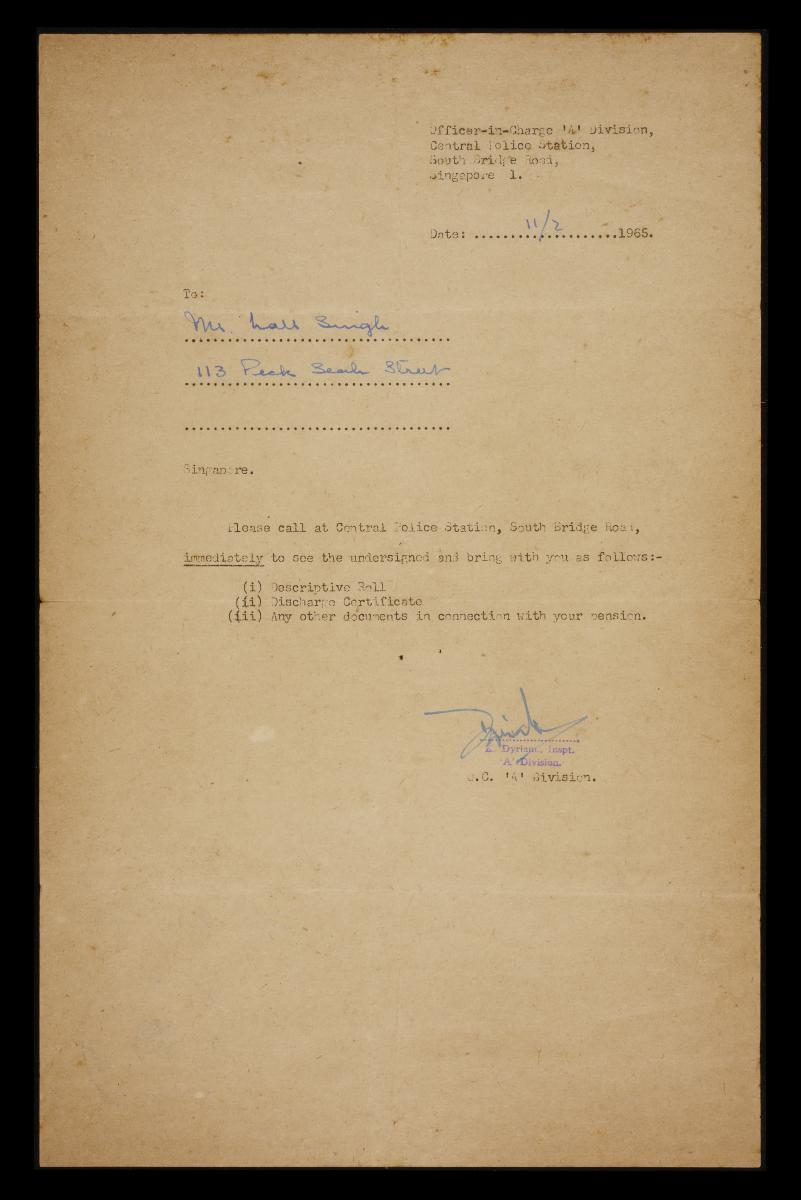 Officer-in-Charge 'A' Division,
Central Police Station,
South Bridge Road,
Singapore 1.
Date: ..........11/2..........1965.
To:
Mr. Lall Singh
113 Peck Seah Street
Singapore.
Please call at Central Police Station, South Bridge Road,
immediately to see the undersigned and bring with you as follows:-
(i) Descriptive Roll
(ii) Discharge Certificate
(iii) Any other documents in connection with your pension.
Inspt.
'A' Division.
O.C. 'A' Division.